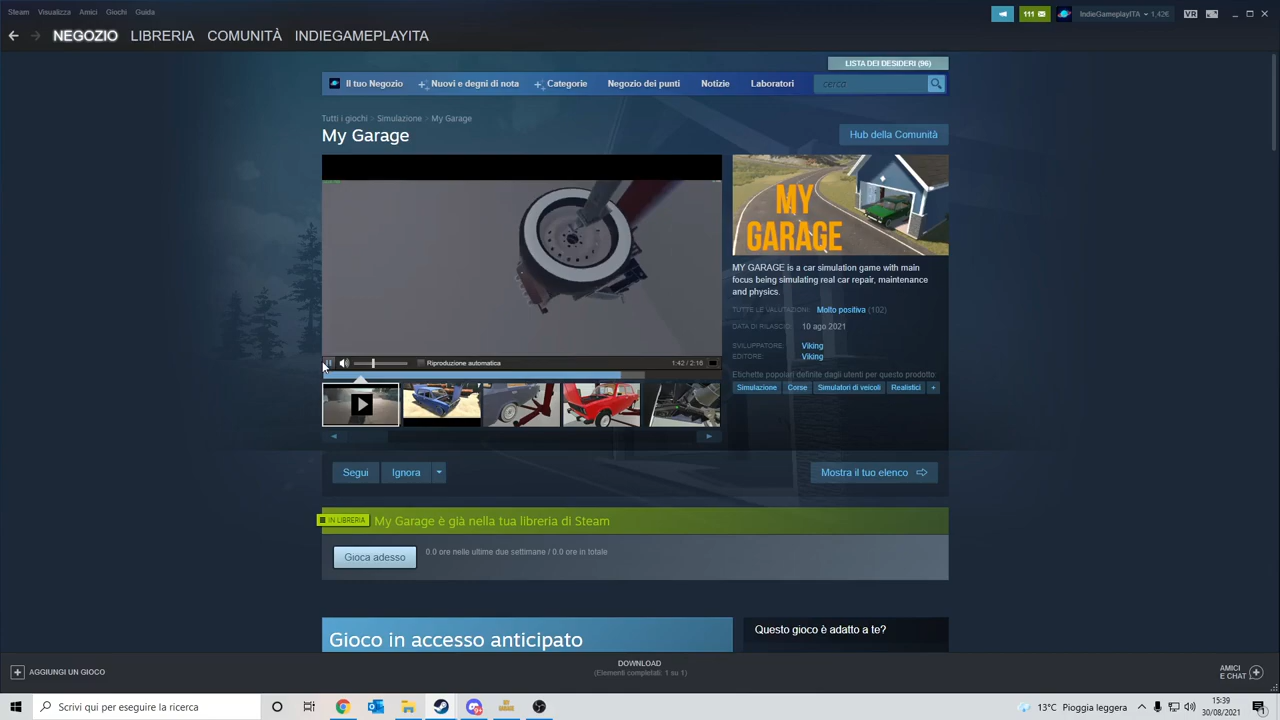 Steam Visualizza Amici Giochi Guida
111 IndieGameplayITA 1,42€ VR
NEGOZIO LIBRERIA COMUNITÀ INDIEGAMEPLAYITA
LISTA DEI DESIDERI (96)
Il tuo Negozio Nuovi e degni di nota Categorie Negozio dei punti Notizie Laboratori cerca
Tutti i giochi > Simulazione > My Garage
My Garage
Hub della Comunità
MY
GARAGE
MY GARAGE is a car simulation game with main
focus being simulating real car repair, maintenance
and physics.
TUTTE LE VALUTAZIONI: Molto positiva (102)
DATA DI RILASCIO: 10 ago 2021
SVILUPPATORE: Viking
EDITORE: Viking
Riproduzione automatica 1:42 / 2:16
Etichette popolari definite dagli utenti per questo prodotto:
Simulazione Corse Simulatori di veicoli Realistici +
Segui Ignora Mostra il tuo elenco
IN LIBRERIA My Garage è già nella tua libreria di Steam
Gioca adesso 0.0 ore nelle ultime due settimane / 0.0 ore in totale
Gioco in accesso anticipato
Questo gioco è adatto a te?
AGGIUNGI UN GIOCO
DOWNLOAD
(Elementi completati: 1 su 1)
AMICI
E CHAT
Scrivi qui per eseguire la ricerca
13°C Pioggia leggera
15:39
30/08/2021
1